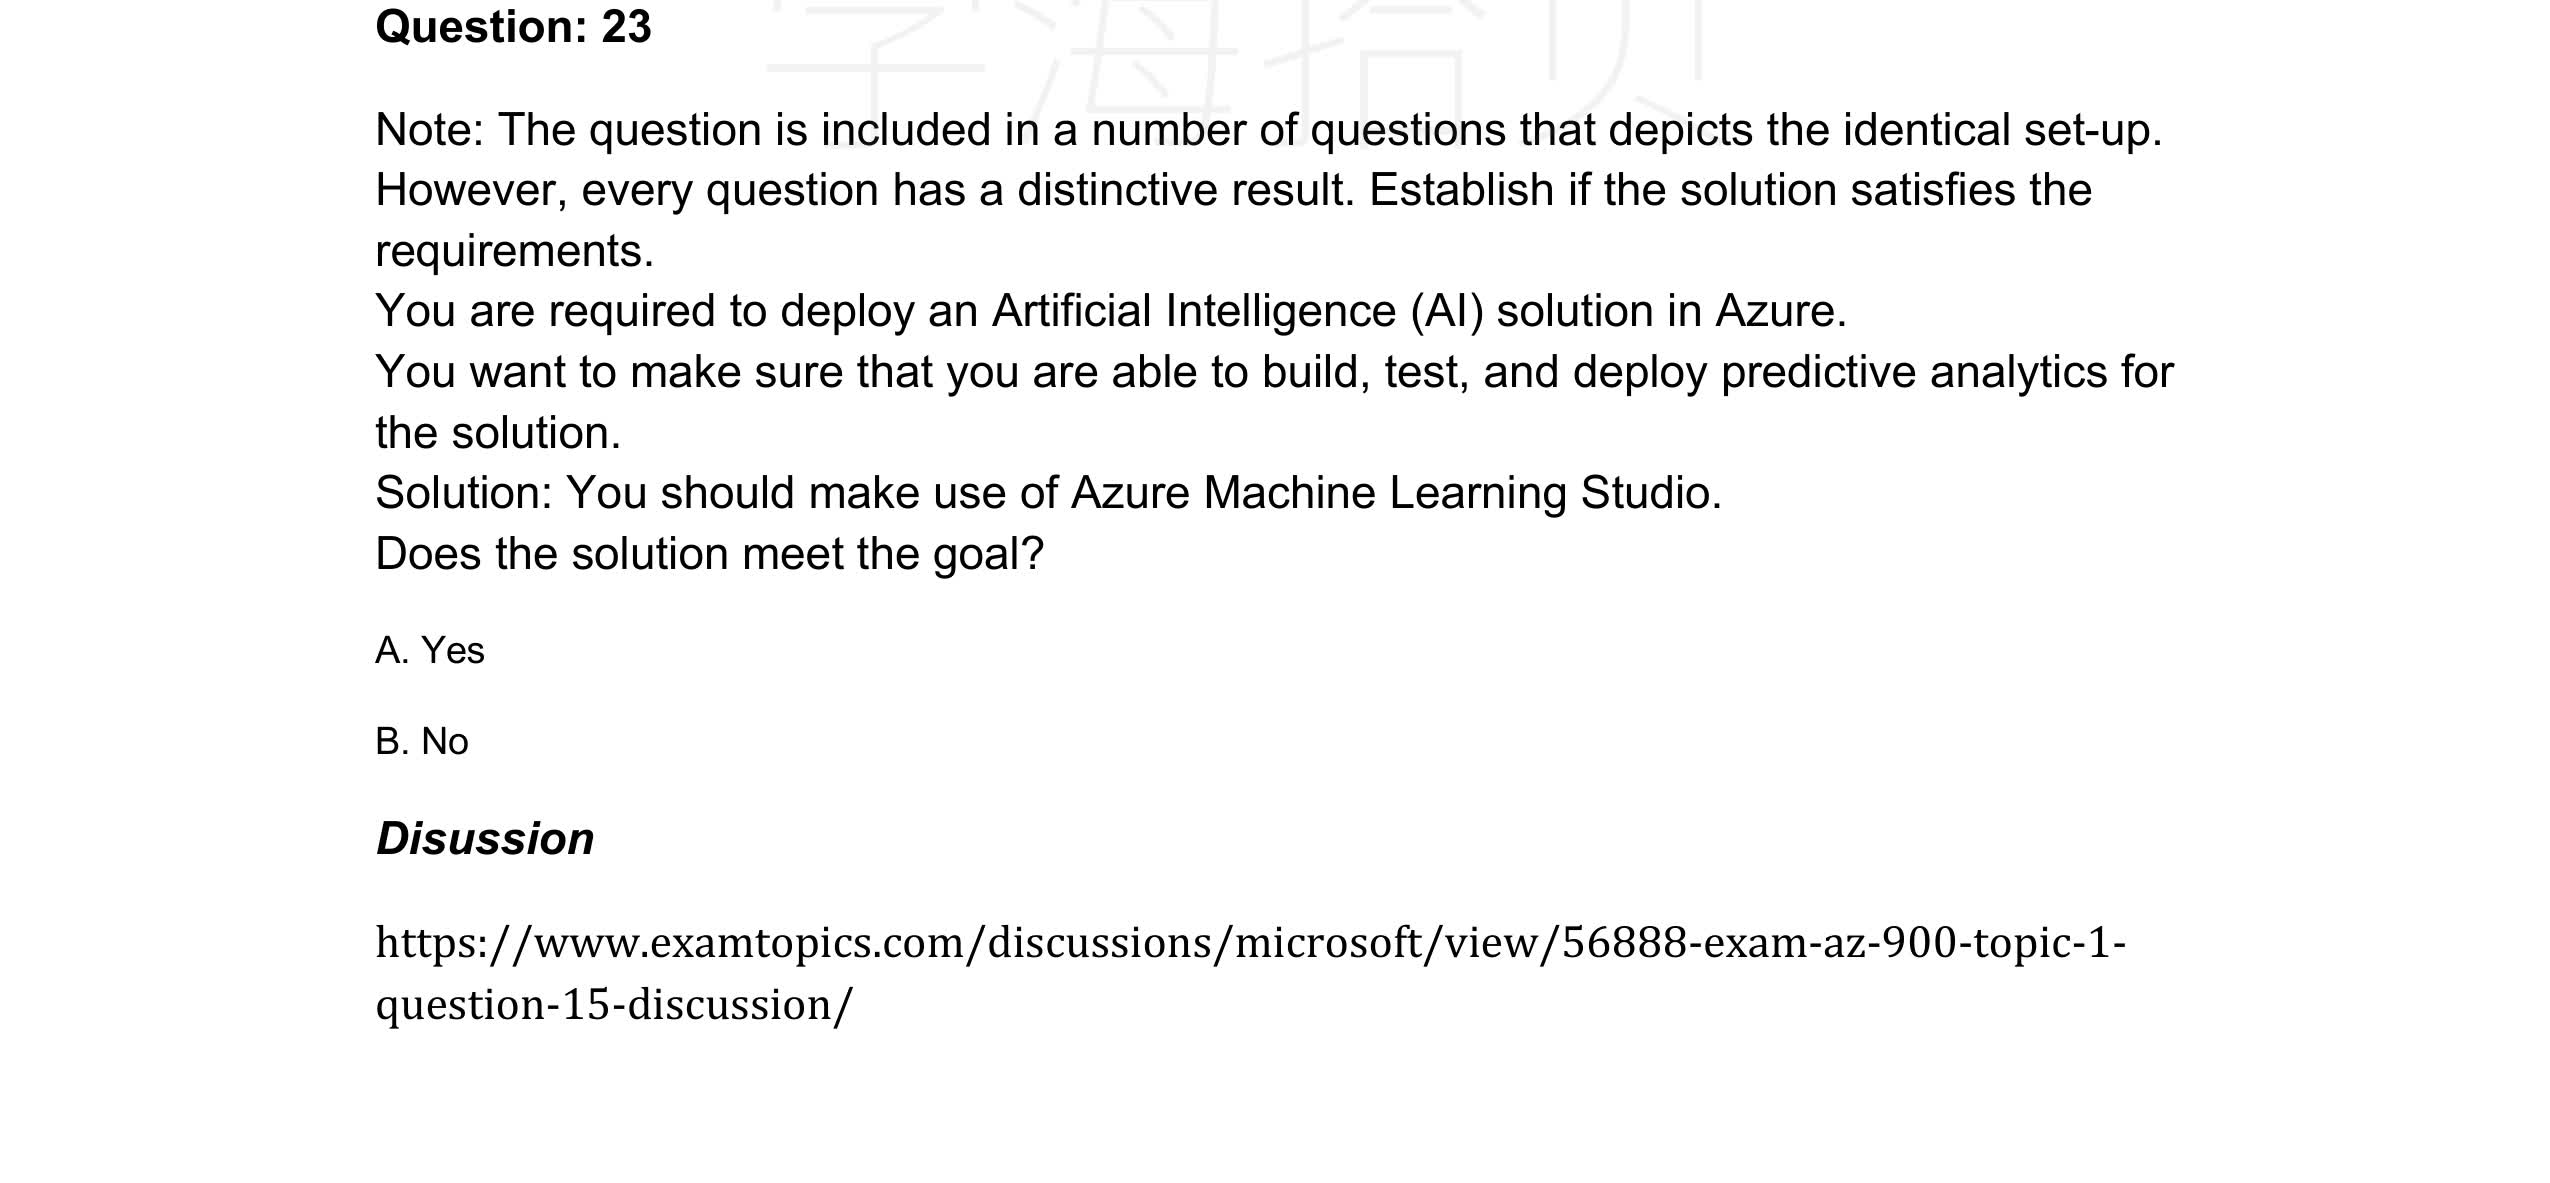 学海拾贝
Question: 23
Note: The question is included in a number of questions that depicts the identical set-up.
However, every question has a distinctive result. Establish if the solution satisfies the
requirements.
You are required to deploy an Artificial Intelligence (AI) solution in Azure.
You want to make sure that you are able to build, test, and deploy predictive analytics for
the solution.
Solution: You should make use of Azure Machine Learning Studio.
Does the solution meet the goal?
A. Yes
B. No
Disussion
https://www.examtopics.com/discussions/microsoft/view/56888-exam-az-900-topic-1-
question-15-discussion/